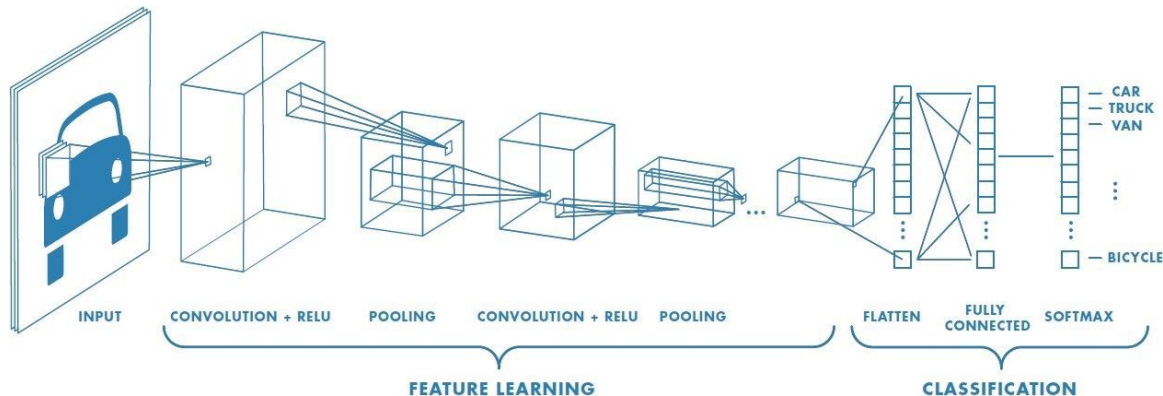 CAR
TRUCK
VAN
BICYCLE
INPUT
CONVOLUTION + RELU
POOLING
CONVOLUTION + RELU
POOLING
FLATTEN
FULLY
CONNECTED
SOFTMAX
FEATURE LEARNING
CLASSIFICATION